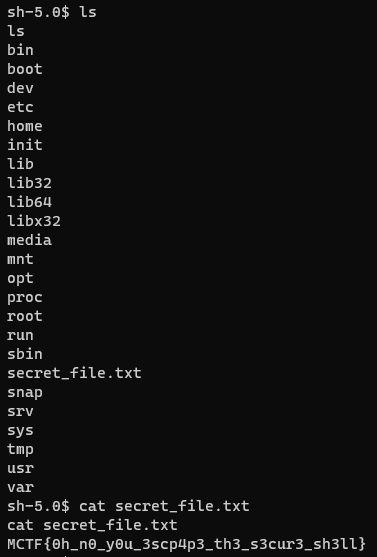 sh-5.0$ ls
ls
bin
boot
dev
etc
home
init
lib
lib32
lib64
libx32
media
mnt
opt
proc
root
run
sbin
secret_file.txt
snap
srv
sys
tmp
usr
var
sh-5.0$ cat secret_file.txt
cat secret_file.txt
MCTF{0h_n0_y0u_3scp4p3_th3_s3cur3_sh3ll}